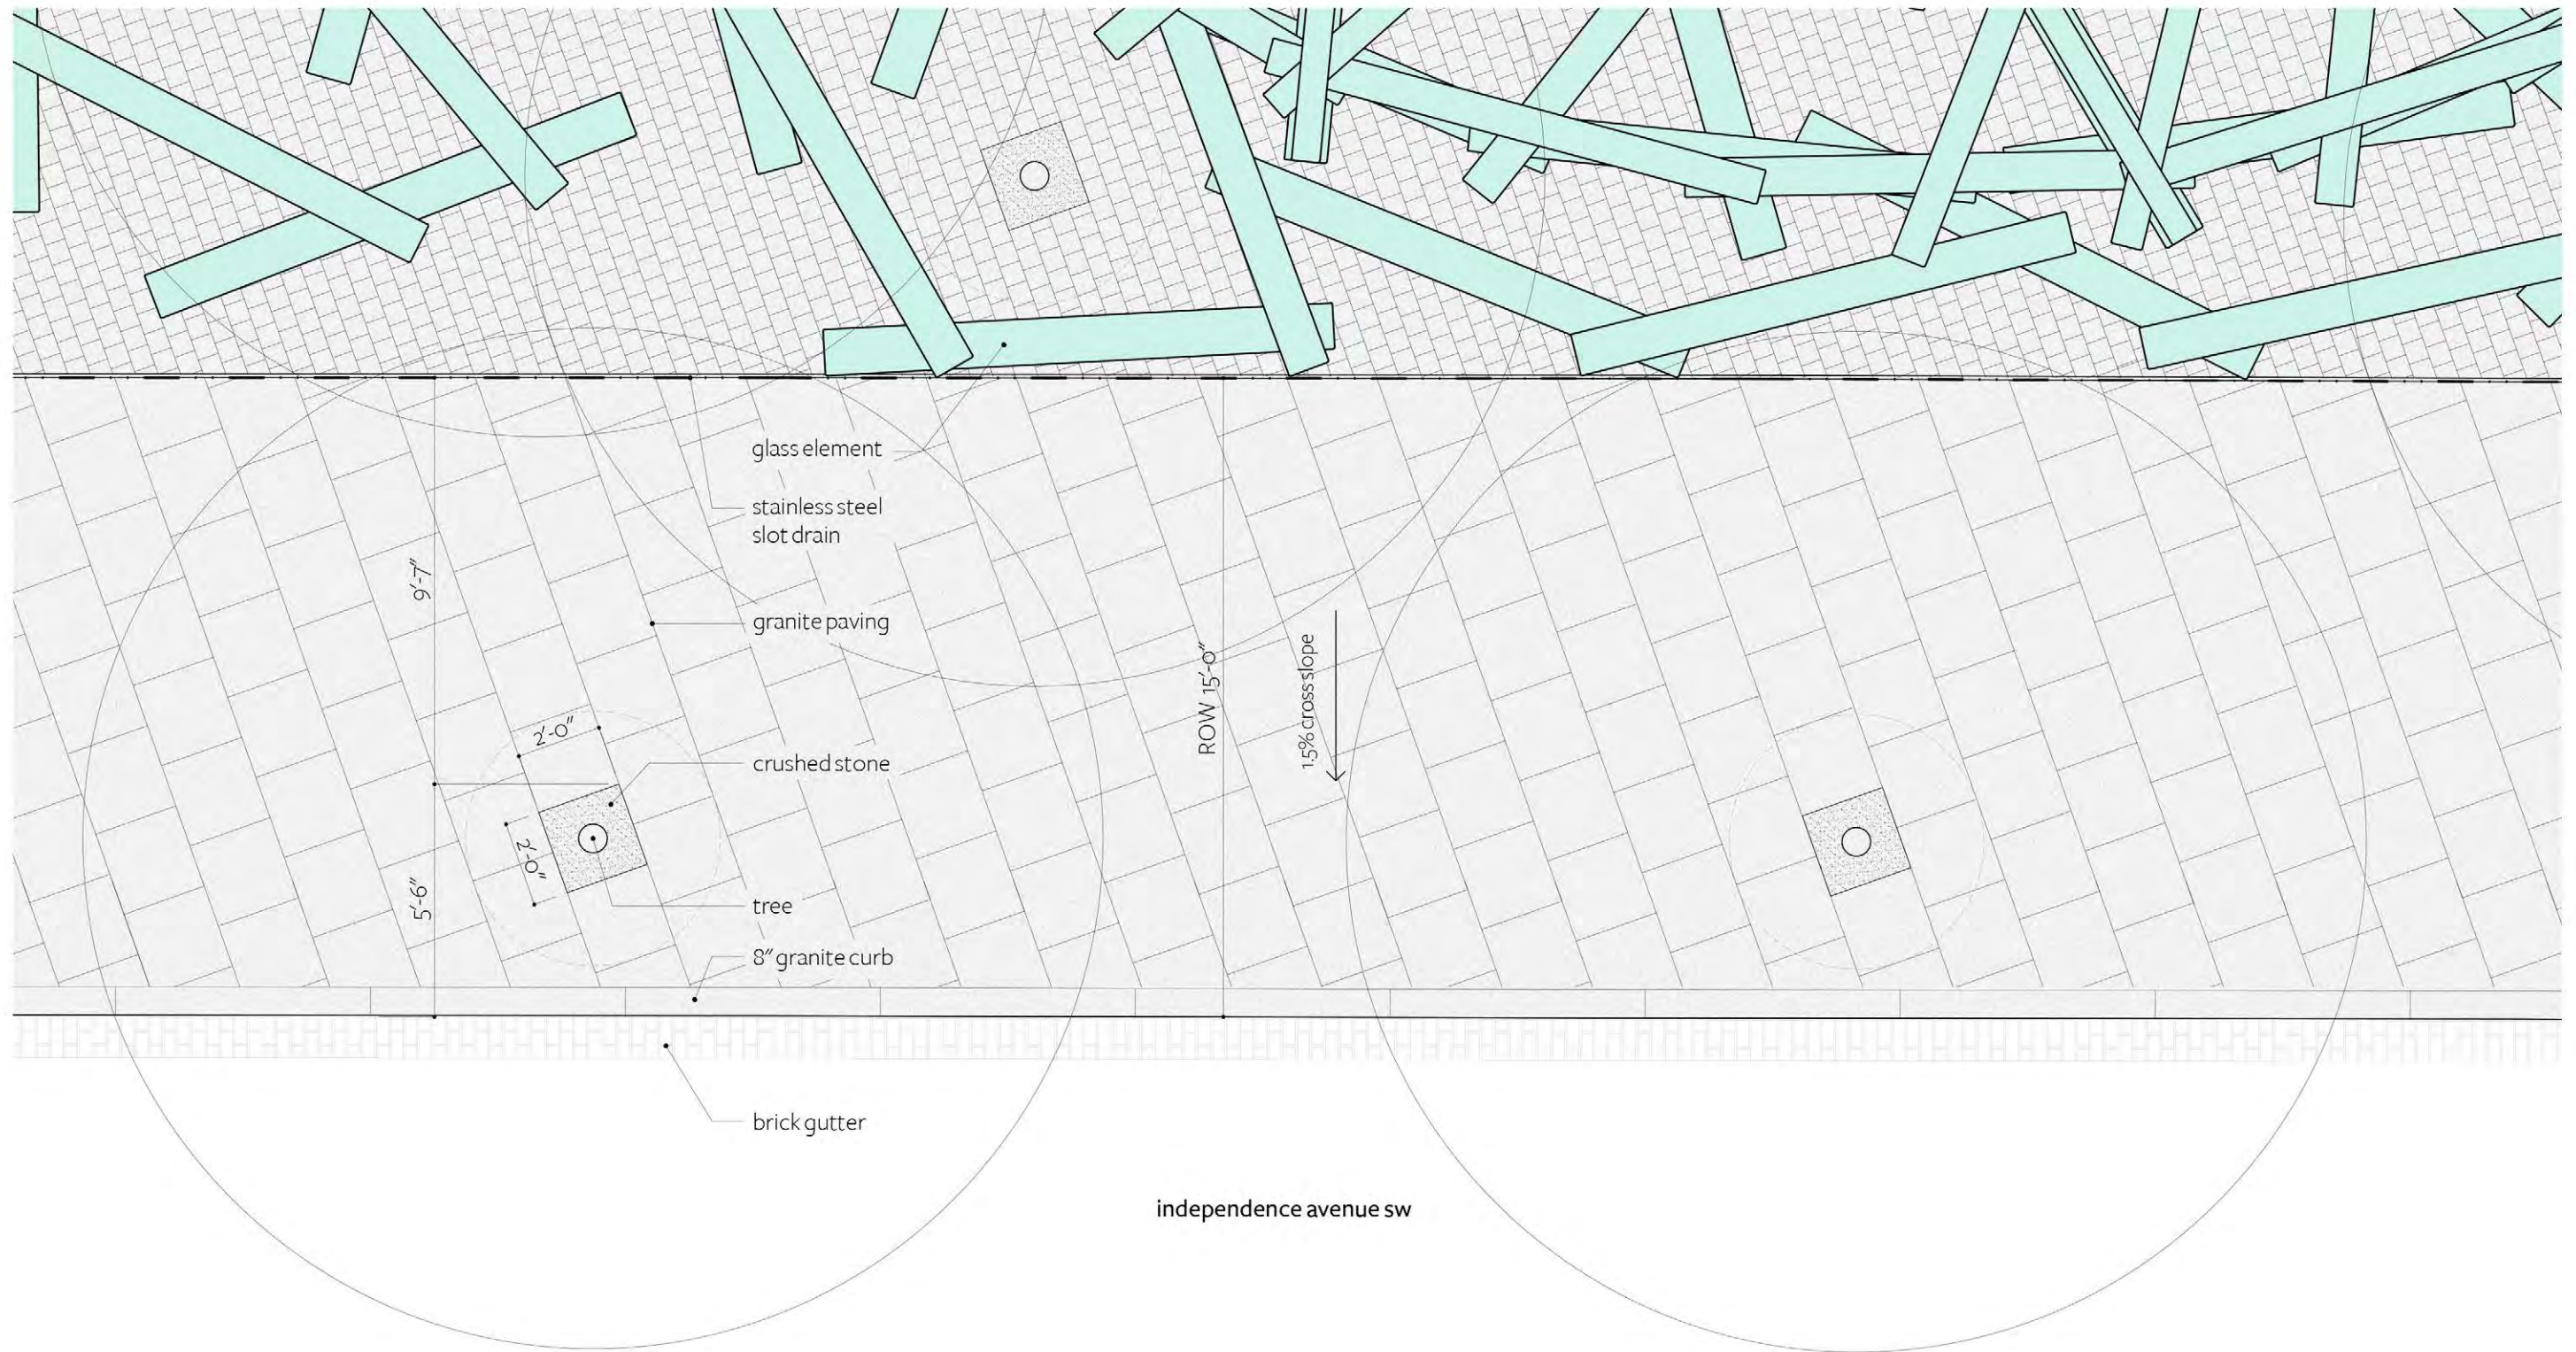 glass element
stainless steel
slot drain
9'-7"
granite paving
ROW 15'-0"
1.5% cross slope
2'-0"
crushed stone
2'-0"
5'-6"
tree
8" granite curb
brick gutter
independence avenue sw